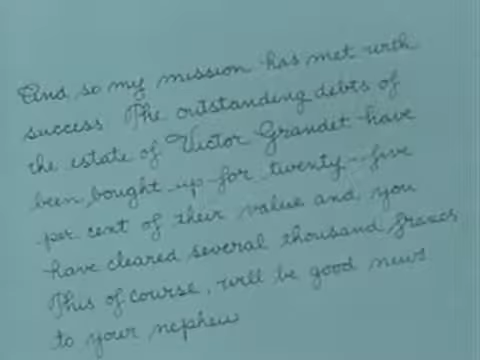 And so my mission has met with
success. The outstanding debts of
the estate of Victor Grandet have
been bought up for twenty-five
per cent of their value and you
have cleared several thousand francs
This of course, will be good news
to your nephew